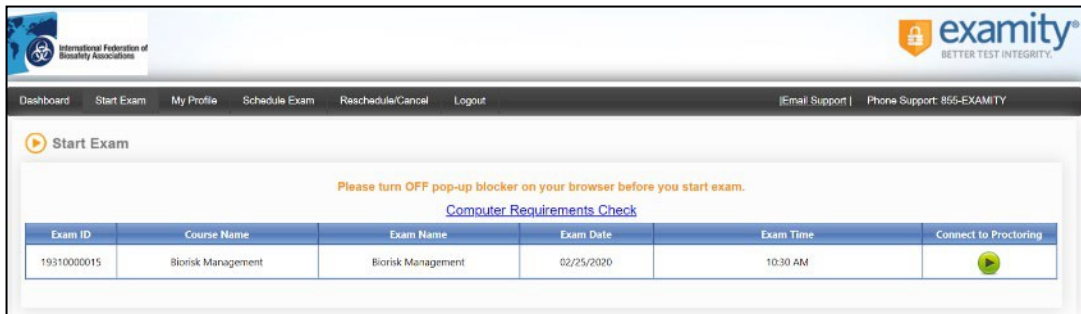 International Federation of
Biosafety Associations
examity®
BETTER TEST INTEGRITY.
Dashboard Start Exam My Profile Schedule Exam Reschedule/Cancel Logout |Email Support | Phone Support: 855-EXAMITY
Start Exam
Please turn OFF pop-up blocker on your browser before you start exam.
Computer Requirements Check
Exam ID Course Name Exam Name Exam Date Exam Time Connect to Proctoring
19310000015 Biorisk Management Biorisk Management 02/25/2020 10:30 AM